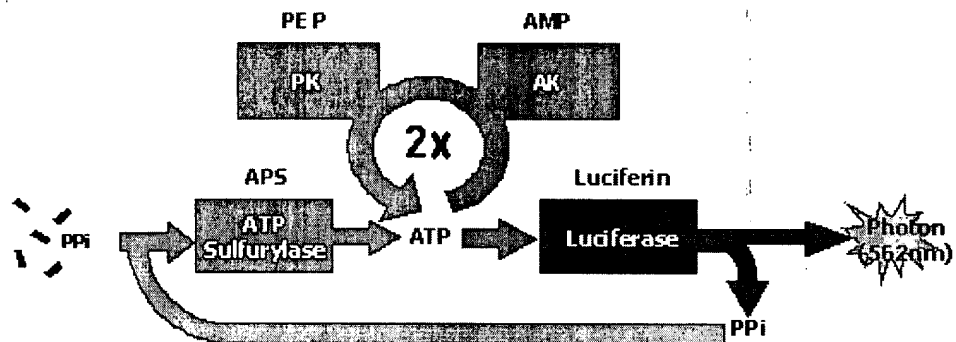 PEP AMP
PK AK
2x
APS Luciferin
PPi ATP Sulfurylase ATP Luciferase Photon (562nm)
PPi